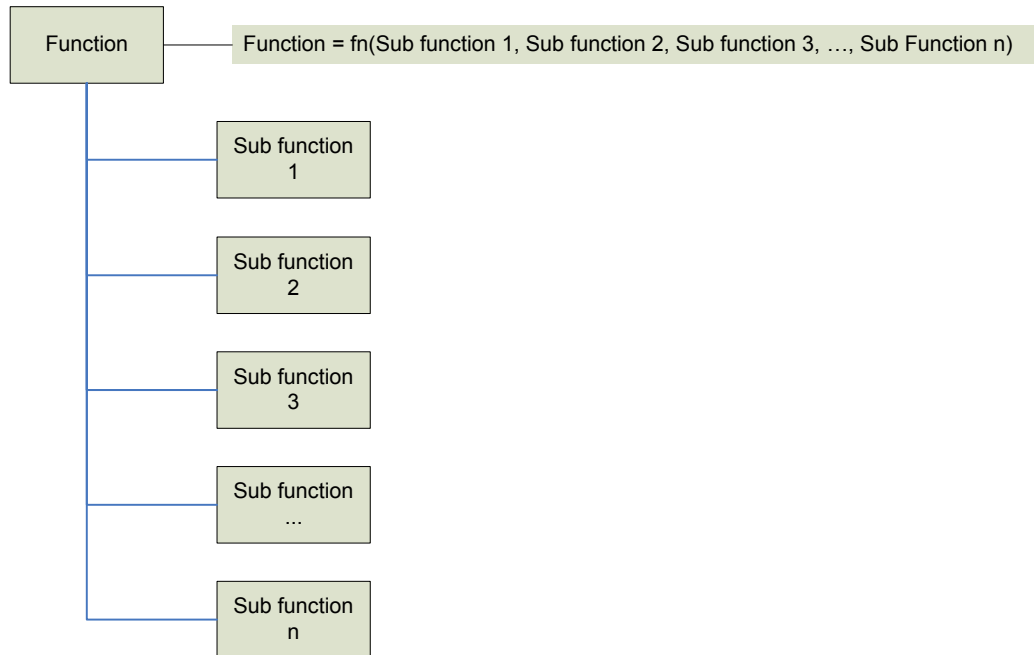 Function
Function = fn(Sub function 1, Sub function 2, Sub function 3, …, Sub Function n)
Sub function
1
Sub function
2
Sub function
3
Sub function
...
Sub function
n